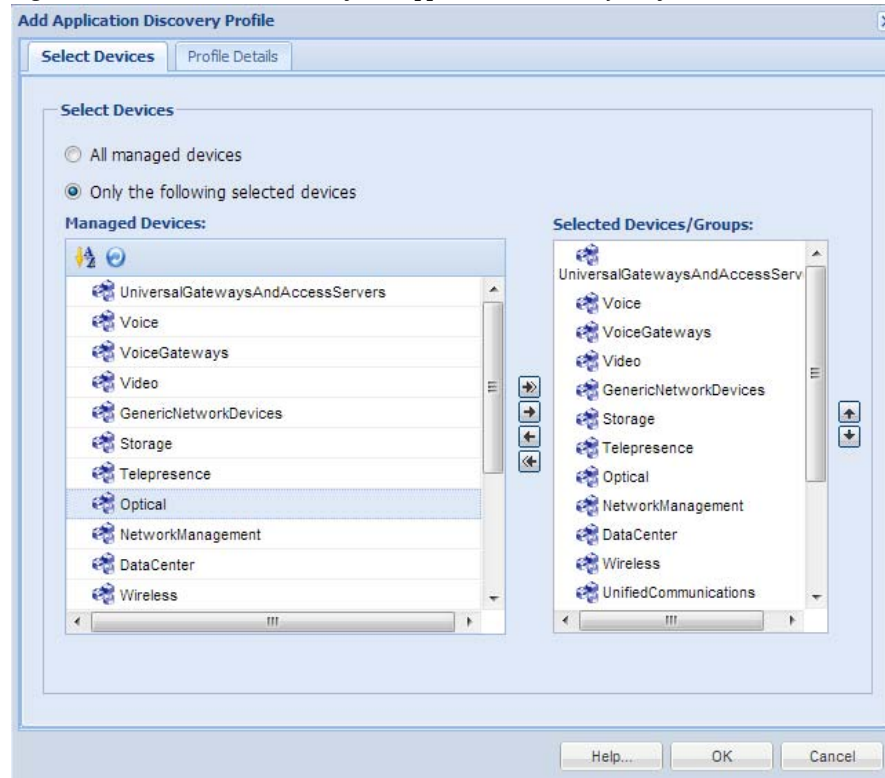 Add Application Discovery Profile
Select Devices
Profile Details
Select Devices
All managed devices
Only the following selected devices
Managed Devices:
UniversalGatewaysAndAccessServers
Voice
VoiceGateways
Video
GenericNetworkDevices
Storage
Telepresence
Optical
NetworkManagement
DataCenter
Wireless
Selected Devices/Groups:
UniversalGatewaysAndAccessServ
Voice
VoiceGateways
Video
GenericNetworkDevices
Storage
Telepresence
Optical
NetworkManagement
DataCenter
Wireless
UnifiedCommunications
Help...
OK
Cancel